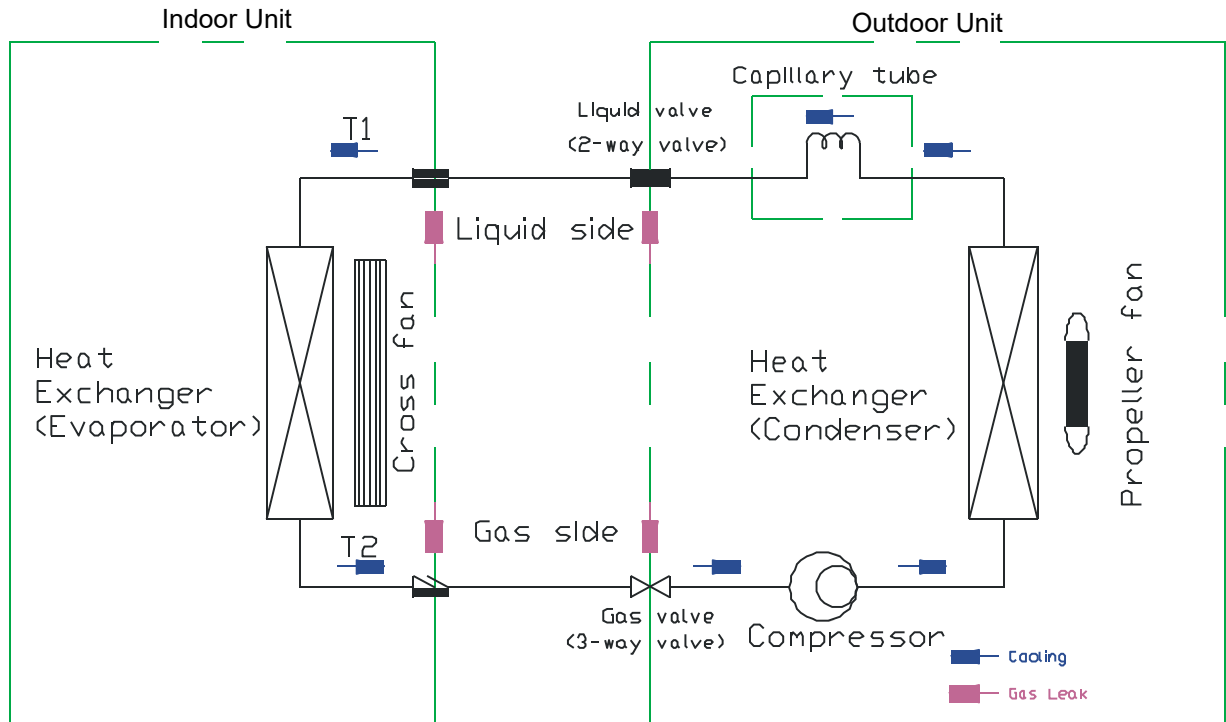 Indoor Unit
Outdoor Unit
Capillary tube
Liquid valve
(2-way valve)
T1
Liquid side
Heat
Exchanger
(Evaporator)
Cross fan
Heat
Exchanger
(Condenser)
Propeller fan
T2
Gas side
Gas valve
(3-way valve)
Compressor
Cooling
Gas Leak